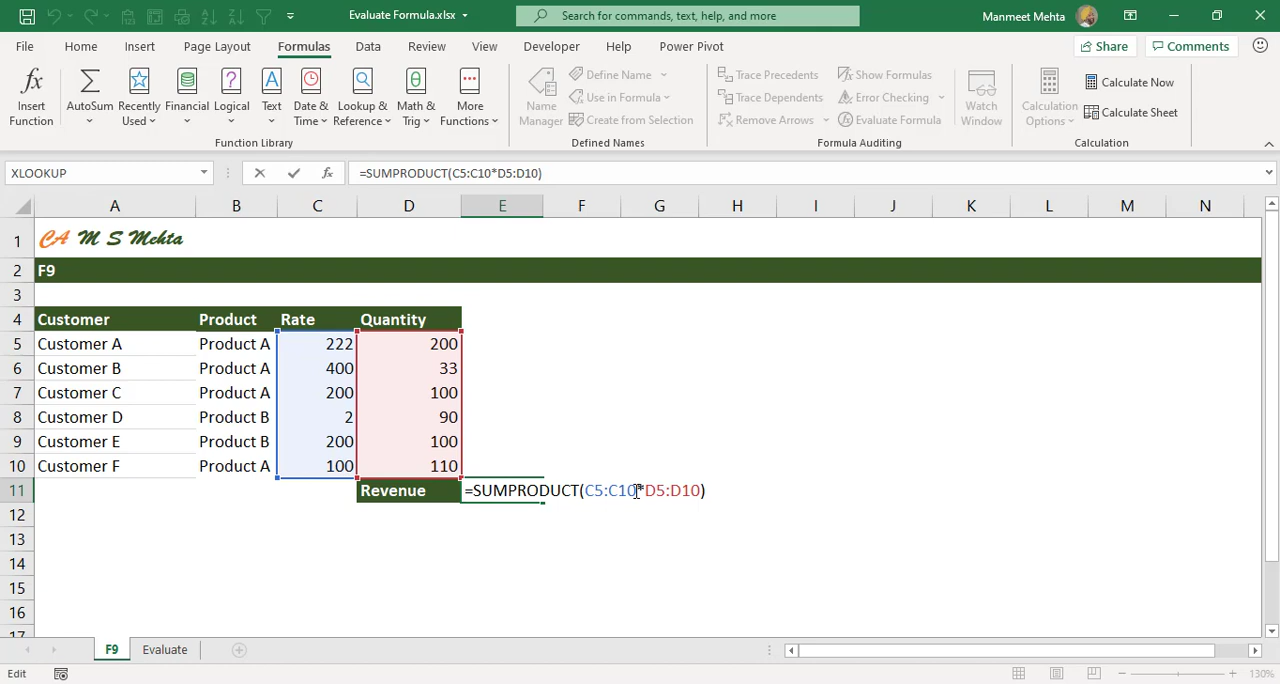 Evaluate Formula.xlsx
Search for commands, text, help, and more
Manmeet Mehta
File Home Insert Page Layout Formulas Data Review View Developer Help Power Pivot Share Comments
fx Insert Function
AutoSum
Recently Used
Financial
Logical
Text
Date & Time
Lookup & Reference
Math & Trig
More Functions
Function Library
Name Manager
Define Name
Use in Formula
Create from Selection
Defined Names
Trace Precedents
Trace Dependents
Remove Arrows
Show Formulas
Error Checking
Evaluate Formula
Formula Auditing
Watch Window
Calculation Options
Calculate Now
Calculate Sheet
Calculation
XLOOKUP fx =SUMPRODUCT(C5:C10*D5:D10)
A B C D E F G H I J K L M N
1 CA M S Mehta
2 F9
3
4 Customer Product Rate Quantity
5 Customer A Product A 222 200
6 Customer B Product A 400 33
7 Customer C Product A 200 100
8 Customer D Product B 2 90
9 Customer E Product B 200 100
10 Customer F Product A 100 110
11 Revenue =SUMPRODUCT(C5:C10*D5:D10)
12
13
14
15
16
17
F9 Evaluate
Edit 130%